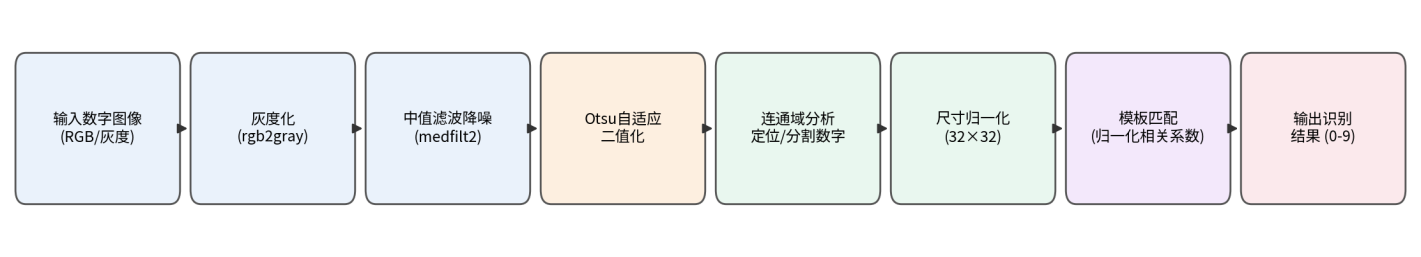 输入数字图像
(RGB/灰度)
灰度化
(rgb2gray)
中值滤波降噪
(medfilt2)
Otsu自适应
二值化
连通域分析
定位/分割数字
尺寸归一化
(32×32)
模板匹配
(归一化相关系数)
输出识别
结果 (0-9)